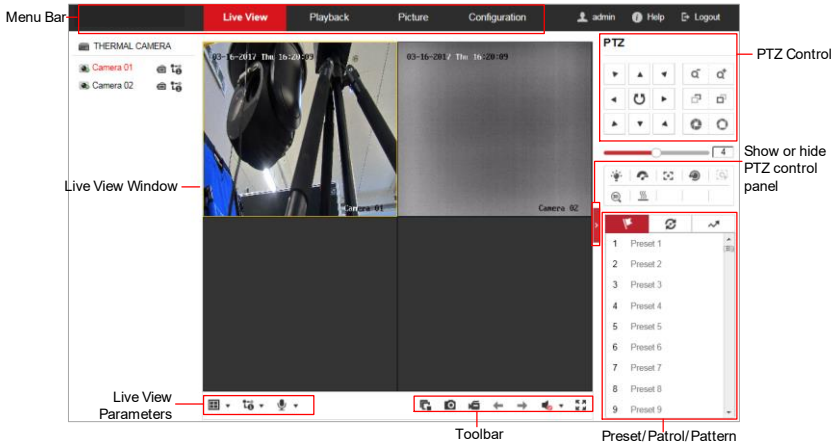 Menu Bar
Live View Playback Picture Configuration admin Help Logout
THERMAL CAMERA
Camera 01
Camera 02
03-16-2017 Thu 16:20:09
Camera 01
03-16-2017 Thu 16:20:09
Camera 02
Live View Window
PTZ
PTZ Control
4
Show or hide
PTZ control
panel
1 Preset 1
2 Preset 2
3 Preset 3
4 Preset 4
5 Preset 5
6 Preset 6
7 Preset 7
8 Preset 8
9 Preset 9
Live View
Parameters
Toolbar
Preset/Patrol/Pattern